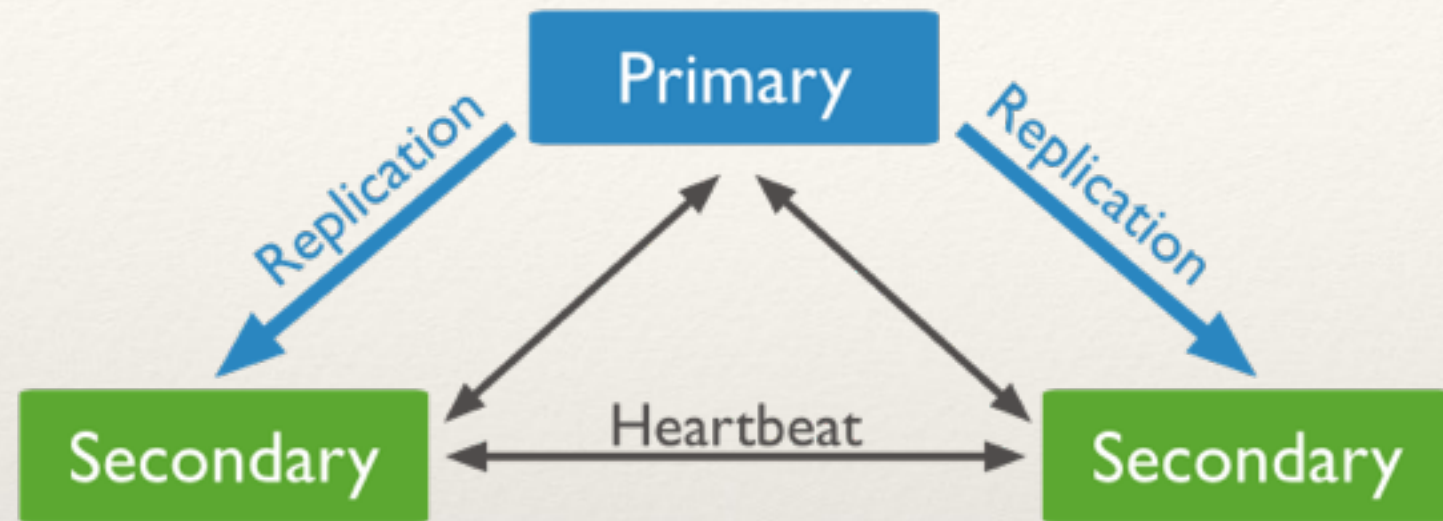 Primary
Replication
Replication
Heartbeat
Secondary
Secondary